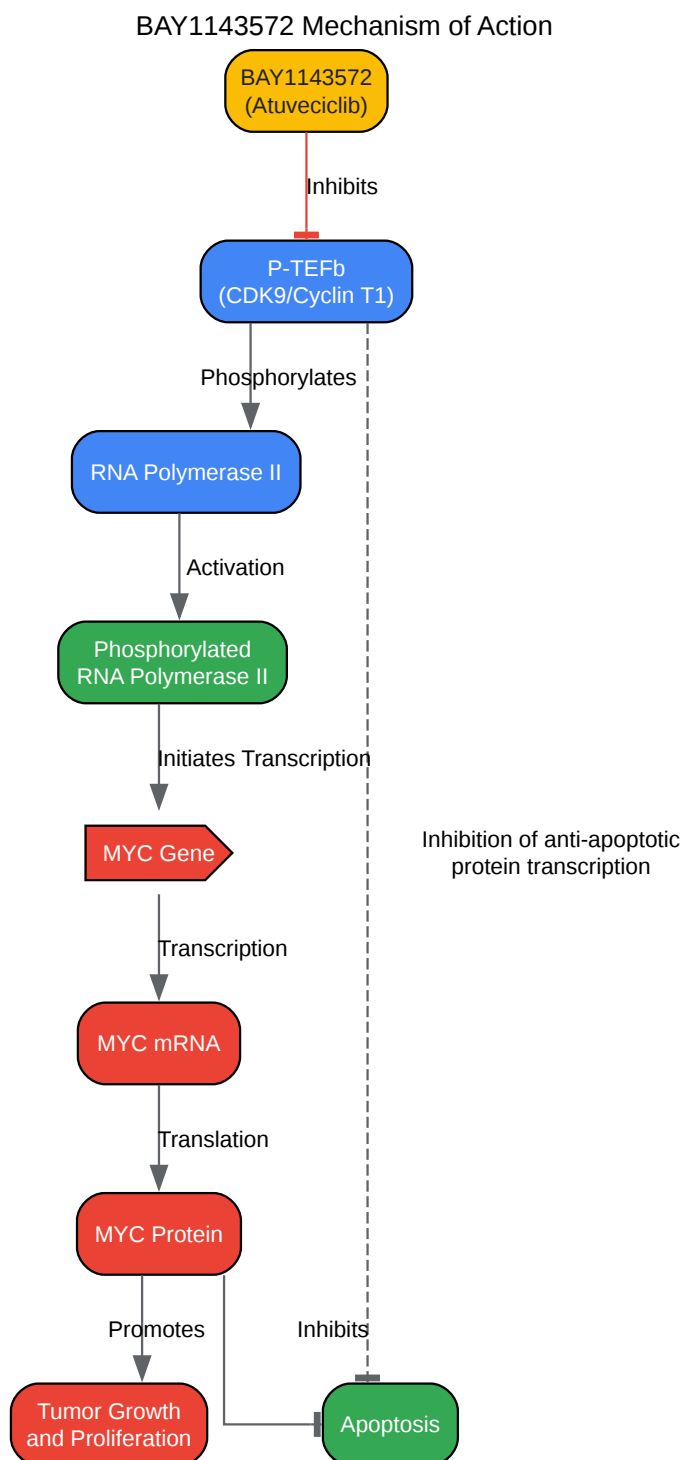 BAY1143572 Mechanism of Action
BAY1143572
(Atuveciclib)
Inhibits
P-TEFb
(CDK9/Cyclin T1)
Phosphorylates
RNA Polymerase II
Activation
Phosphorylated
RNA Polymerase II
Initiates Transcription
MYC Gene
Inhibition of anti-apoptotic
protein transcription
Transcription
MYC mRNA
Translation
MYC Protein
Promotes
Inhibits
Tumor Growth
and Proliferation
Apoptosis